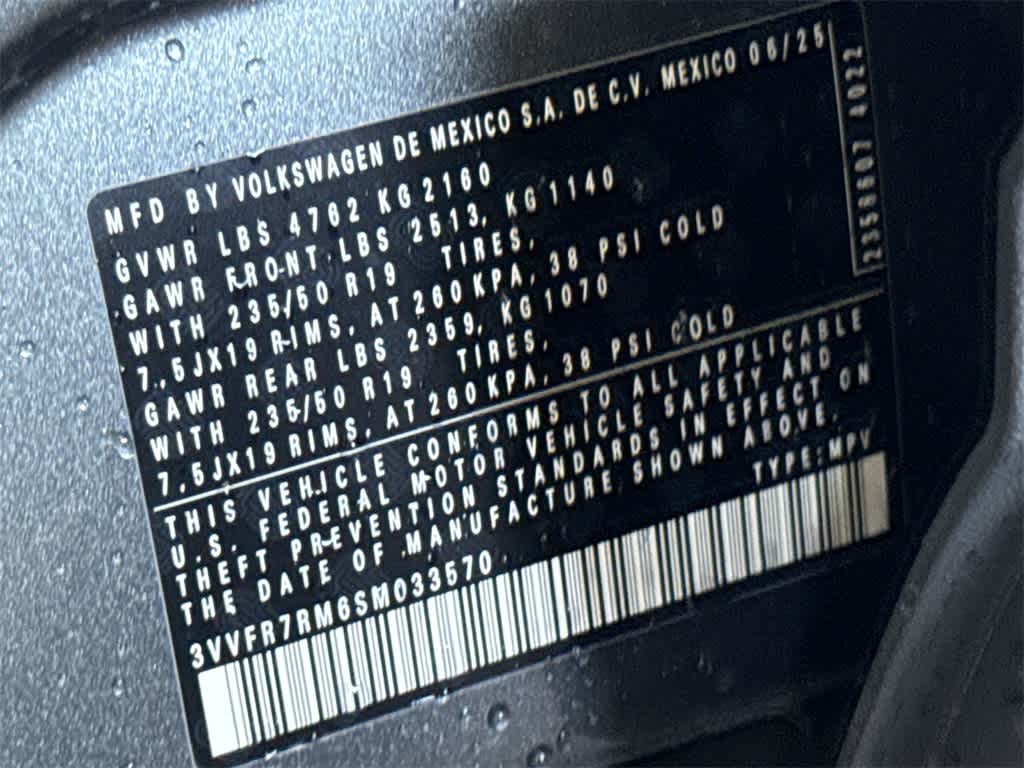 MFD BY VOLKSWAGEN DE MEXICO S.A. DE C.V. MEXICO 06/25
GVWR LBS 4762 KG 2160
GAWR FRONT LBS 2513, KG 1140
WITH 235/50 R19 TIRES,
7.5JX19 RIMS, AT 260 KPA, 38 PSI COLD
GAWR REAR LBS 2359, KG 1070
WITH 235/50 R19 TIRES,
7.5JX19 RIMS, AT 260 KPA, 38 PSI COLD
THIS VEHICLE CONFORMS TO ALL APPLICABLE
U.S. FEDERAL MOTOR VEHICLE SAFETY AND
THEFT PREVENTION STANDARDS IN EFFECT ON
THE DATE OF MANUFACTURE SHOWN ABOVE.
3VVFR7RM6SM033570 TYPE: MPV
2358607 4022